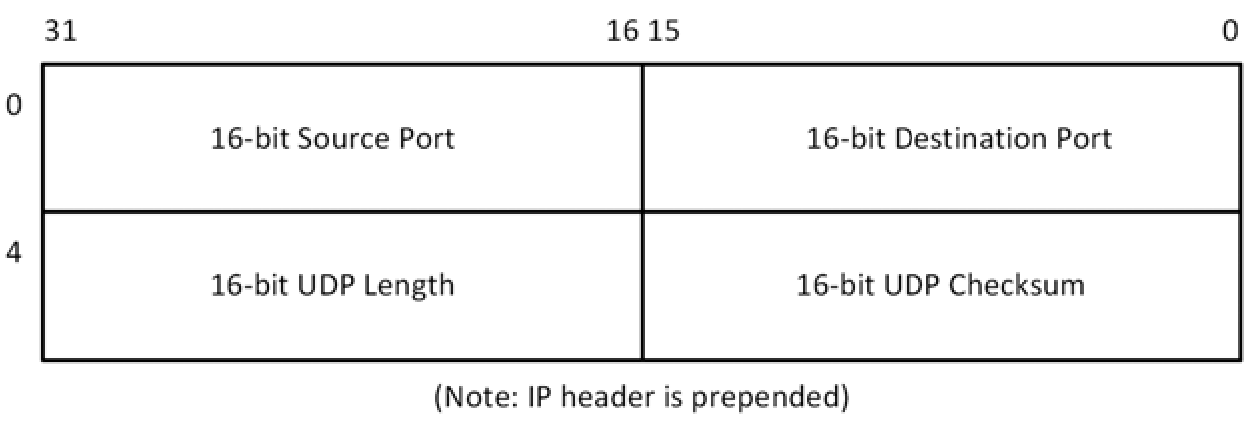 31 16 15 0
0
16-bit Source Port 16-bit Destination Port
4
16-bit UDP Length 16-bit UDP Checksum
(Note: IP header is prepended)